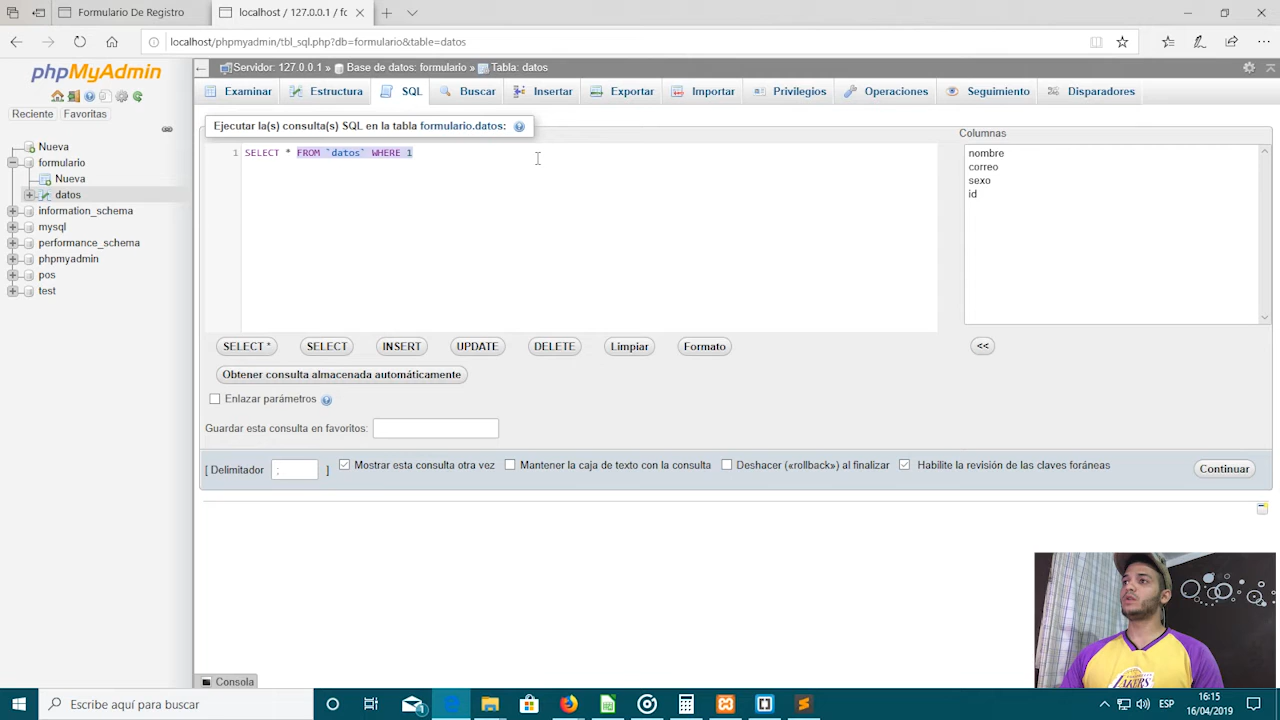 Formulario De Registro
localhost / 127.0.0.1 / fo
localhost/phpmyadmin/tbl_sql.php?db=formulario&table=datos
phpMyAdmin
Reciente
Favoritas
Nueva
formulario
Nueva
datos
information_schema
mysql
performance_schema
phpmyadmin
pos
test
Servidor: 127.0.0.1 » Base de datos: formulario » Tabla: datos
Examinar
Estructura
SQL
Buscar
Insertar
Exportar
Importar
Privilegios
Operaciones
Seguimiento
Disparadores
Ejecutar la(s) consulta(s) SQL en la tabla formulario.datos:
1 SELECT * FROM `datos` WHERE 1
Columnas
nombre
correo
sexo
id
SELECT *
SELECT
INSERT
UPDATE
DELETE
Limpiar
Formato
<<
Obtener consulta almacenada automáticamente
Enlazar parámetros
Guardar esta consulta en favoritos:
[ Delimitador ; ]
Mostrar esta consulta otra vez
Mantener la caja de texto con la consulta
Deshacer («rollback») al finalizar
Habilite la revisión de las claves foráneas
Continuar
Consola
LAKERS
Escribe aquí para buscar
1
ESP
16:15
16/04/2019